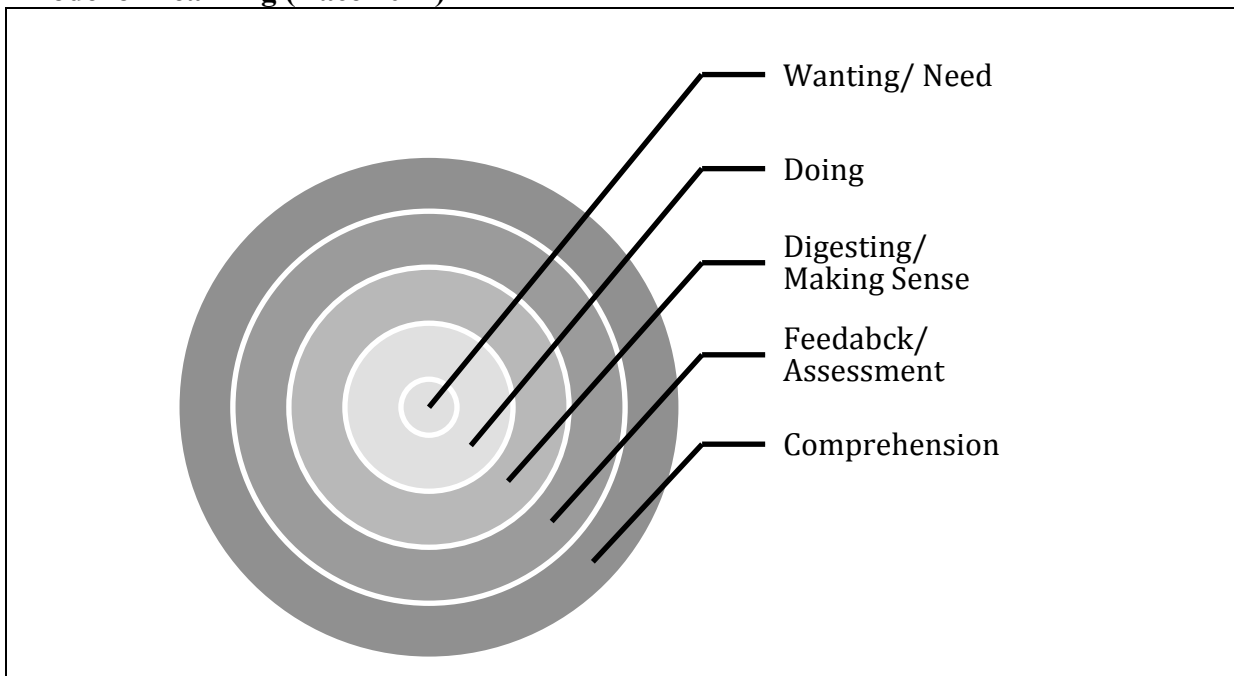 Wanting/ Need
Doing
Digesting/
Making Sense
Feedabck/
Assessment
Comprehension